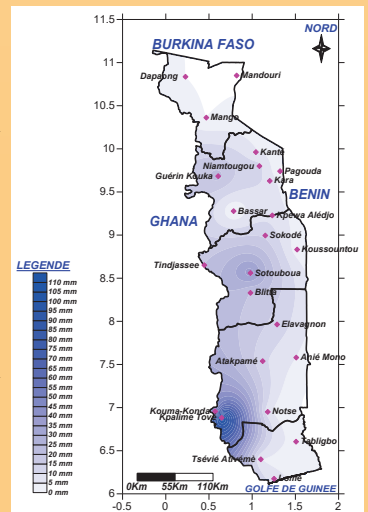 11.5
NORD
BURKINA FASO
11
Dapaong
Mandouri
10.5
Mango
10
Kanté
Niamtougou
Pagouda
Guérin Kouka
Kara
9.5
BENIN
Bassar
Kpewa Alédjo
GHANA
9
Sokodé
Koussountou
LEGENDE
Tindjassee
8.5
Sotouboua
Blitta
110 mm
105 mm
100 mm
95 mm
90 mm
85 mm
80 mm
75 mm
70 mm
65 mm
60 mm
55 mm
50 mm
45 mm
40 mm
35 mm
30 mm
25 mm
20 mm
15 mm
10 mm
5 mm
0 mm
8
Elavagnon
7.5
Atakpamé
Anié Mono
7
Kouma-Konda
Kpalimé Tove
Notse
6.5
Tabligbo
Tsévié Ativémé
0Km 55Km 110Km
Lomé
GOLFE DE GUINEE
6
-0.5 0 0.5 1 1.5 2